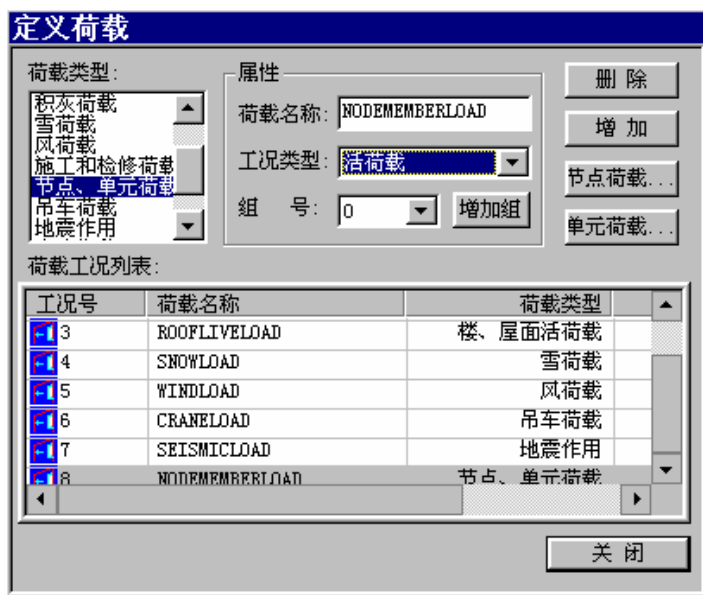 定义荷载
荷载类型:
积灰荷载
雪荷载
风荷载
施工和检修荷载
节点、单元荷载
吊车荷载
地震作用
属性
荷载名称: NODEMEMBERLOAD
工况类型: 活荷载
组 号: 0 增加组
删 除
增 加
节点荷载...
单元荷载...
荷载工况列表:
工况号 荷载名称 荷载类型
3 ROOFLIVELOAD 楼、屋面活荷载
4 SNOWLOAD 雪荷载
5 WINDLOAD 风荷载
6 CRANELOAD 吊车荷载
7 SEISMICLOAD 地震作用
8 NODEMEMBERLOAD 节点、单元荷载
关 闭